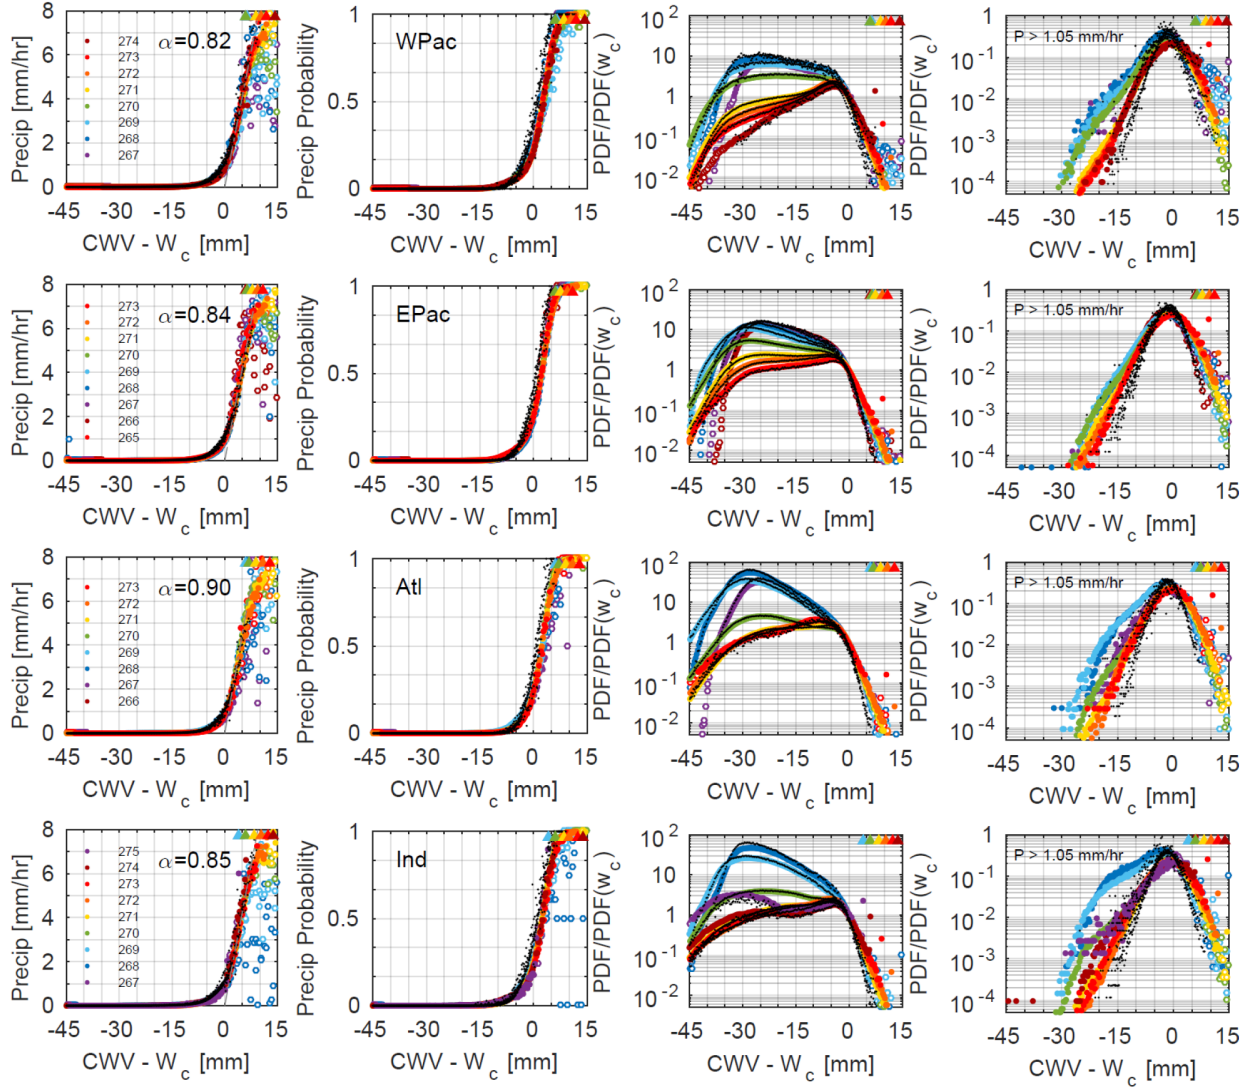 Precip [mm/hr]
8
6
4
2
0
-45 -30 -15 0 15
CWV - Wc [mm]
α=0.82
274
273
272
271
270
269
268
267
Precip Probability
1
0.5
0
-45 -30 -15 0 15
CWV - Wc [mm]
WPac
PDF/PDF(wc)
10^2
10
1
10^-1
10^-2
-45 -30 -15 0 15
CWV - Wc [mm]
PDF/PDF(wc)
1
10^-1
10^-2
10^-3
10^-4
-45 -30 -15 0 15
CWV - Wc [mm]
P > 1.05 mm/hr
Precip [mm/hr]
8
6
4
2
0
-45 -30 -15 0 15
CWV - Wc [mm]
α=0.84
273
272
271
270
269
268
267
266
265
Precip Probability
1
0.5
0
-45 -30 -15 0 15
CWV - Wc [mm]
EPac
PDF/PDF(wc)
10^2
10
1
10^-1
10^-2
-45 -30 -15 0 15
CWV - Wc [mm]
PDF/PDF(wc)
1
10^-1
10^-2
10^-3
10^-4
-45 -30 -15 0 15
CWV - Wc [mm]
P > 1.05 mm/hr
Precip [mm/hr]
8
6
4
2
0
-45 -30 -15 0 15
CWV - Wc [mm]
α=0.90
273
272
271
270
269
268
267
266
Precip Probability
1
0.5
0
-45 -30 -15 0 15
CWV - Wc [mm]
Atl
PDF/PDF(wc)
10^2
10
1
10^-1
10^-2
-45 -30 -15 0 15
CWV - Wc [mm]
PDF/PDF(wc)
1
10^-1
10^-2
10^-3
10^-4
-45 -30 -15 0 15
CWV - Wc [mm]
P > 1.05 mm/hr
Precip [mm/hr]
8
6
4
2
0
-45 -30 -15 0 15
CWV - Wc [mm]
α=0.85
275
274
273
272
271
270
269
268
267
Precip Probability
1
0.5
0
-45 -30 -15 0 15
CWV - Wc [mm]
Ind
PDF/PDF(wc)
10^2
10
1
10^-1
10^-2
-45 -30 -15 0 15
CWV - Wc [mm]
PDF/PDF(wc)
1
10^-1
10^-2
10^-3
10^-4
-45 -30 -15 0 15
CWV - Wc [mm]
P > 1.05 mm/hr